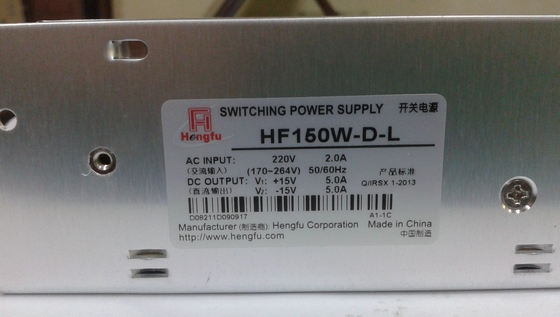 Hengfu
SWITCHING POWER SUPPLY 开关电源
HF150W-D-L
AC INPUT: 220V 2.0A
(交流输入) (170~264V) 50/60Hz 产品标准
DC OUTPUT: V1: +15V 5.0A Q/IRSX 1-2013
(直流输出) V2: -15V 5.0A
D08211D090917 A1-1C
Manufacturer (制造商): Hengfu Corporation Made in China
http://www.hengfu.com 中国制造